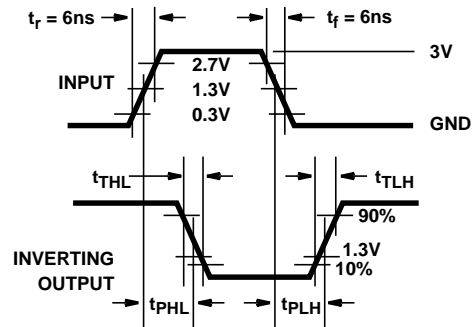 tr = 6ns
tf = 6ns
3V
INPUT
2.7V
1.3V
0.3V
GND
tTHL
tTLH
90%
INVERTING
OUTPUT
1.3V
10%
tPHL
tPLH